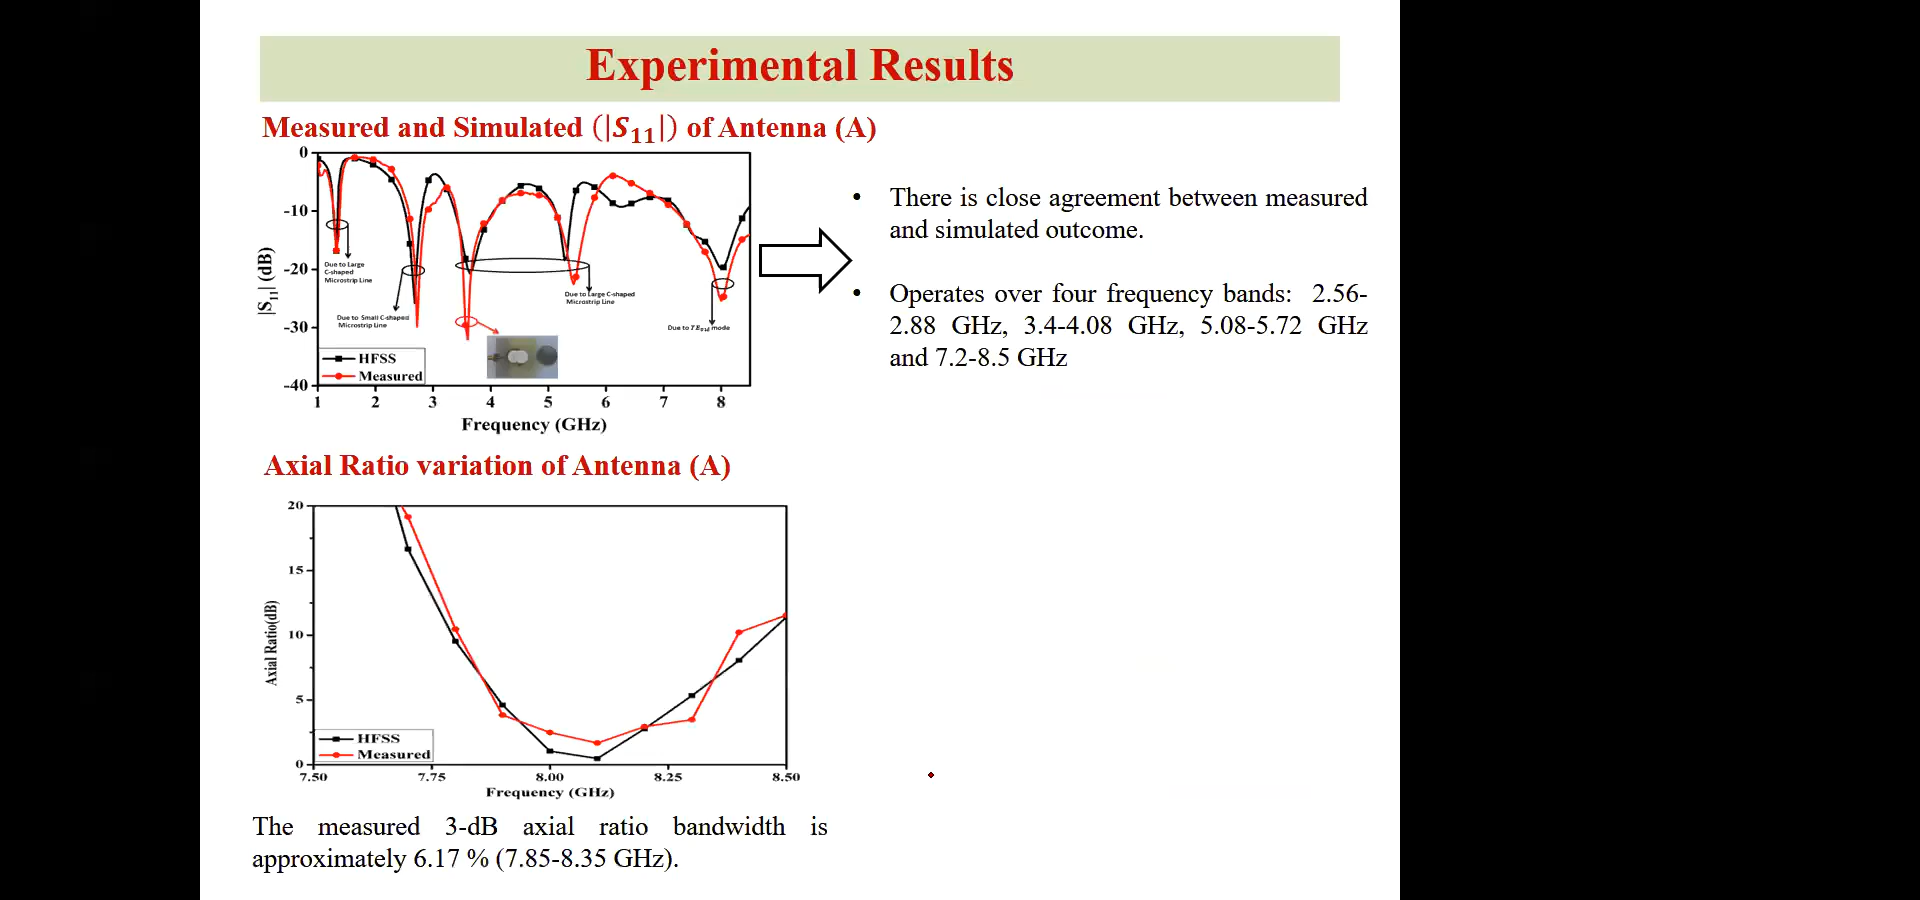 Experimental Results
Measured and Simulated (|S11|) of Antenna (A)
0
-10
-20
-30
-40
|S11| (dB)
Due to Large
C-shaped
Microstrip Line
Due to Small C-shaped
Microstrip Line
Due to Large C-shaped
Microstrip Line
Due to mode
HFSS
Measured
1 2 3 4 5 6 7 8
Frequency (GHz)
• There is close agreement between measured
and simulated outcome.
• Operates over four frequency bands: 2.56-
2.88 GHz, 3.4-4.08 GHz, 5.08-5.72 GHz
and 7.2-8.5 GHz
Axial Ratio variation of Antenna (A)
20
15
10
5
0
Axial Ratio(dB)
HFSS
Measured
7.50 7.75 8.00 8.25 8.50
Frequency (GHz)
The measured 3-dB axial ratio bandwidth is
approximately 6.17 % (7.85-8.35 GHz).